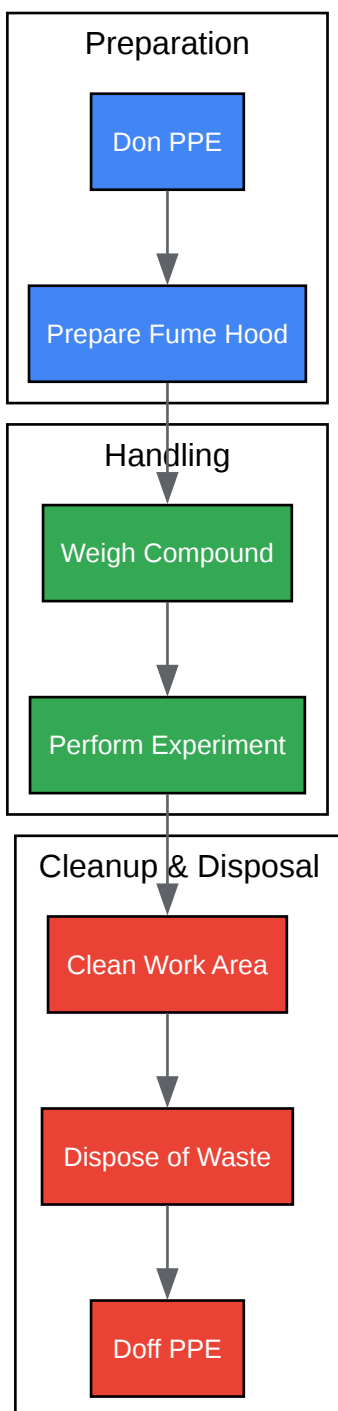 Preparation
Don PPE
Prepare Fume Hood
Handling
Weigh Compound
Perform Experiment
Cleanup & Disposal
Clean Work Area
Dispose of Waste
Doff PPE